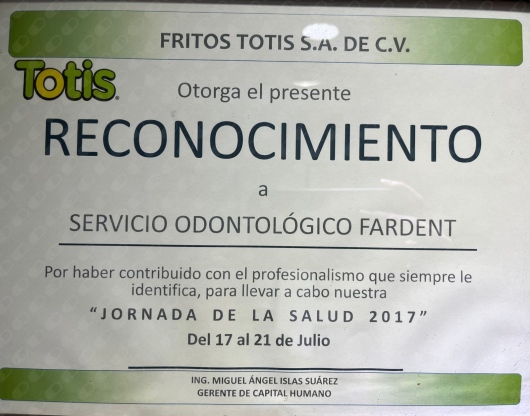 FRITOS TOTIS S.A. DE C.V.
Totis
Otorga el presente
RECONOCIMIENTO
a
SERVICIO ODONTOLÓGICO FARDENT
Por haber contribuido con el profesionalismo que siempre le
identifica, para llevar a cabo nuestra
“JORNADA DE LA SALUD 2017”
Del 17 al 21 de Julio
ING. MIGUEL ÁNGEL ISLAS SUÁREZ
GERENTE DE CAPITAL HUMANO